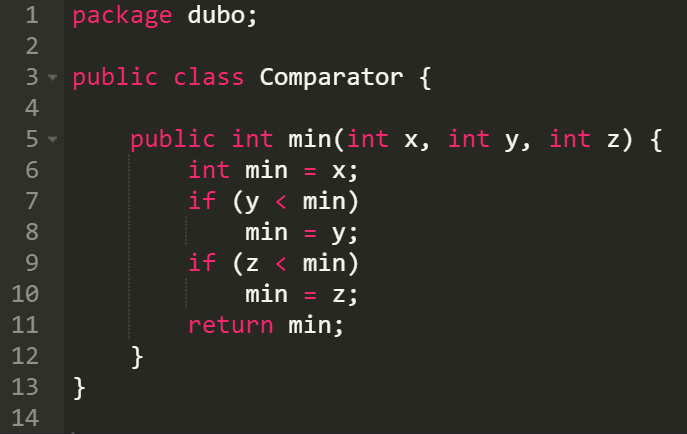 1 package dubo;
2
3 public class Comparator {
4
5     public int min(int x, int y, int z) {
6         int min = x;
7         if (y < min)
8             min = y;
9         if (z < min)
10             min = z;
11         return min;
12     }
13 }
14